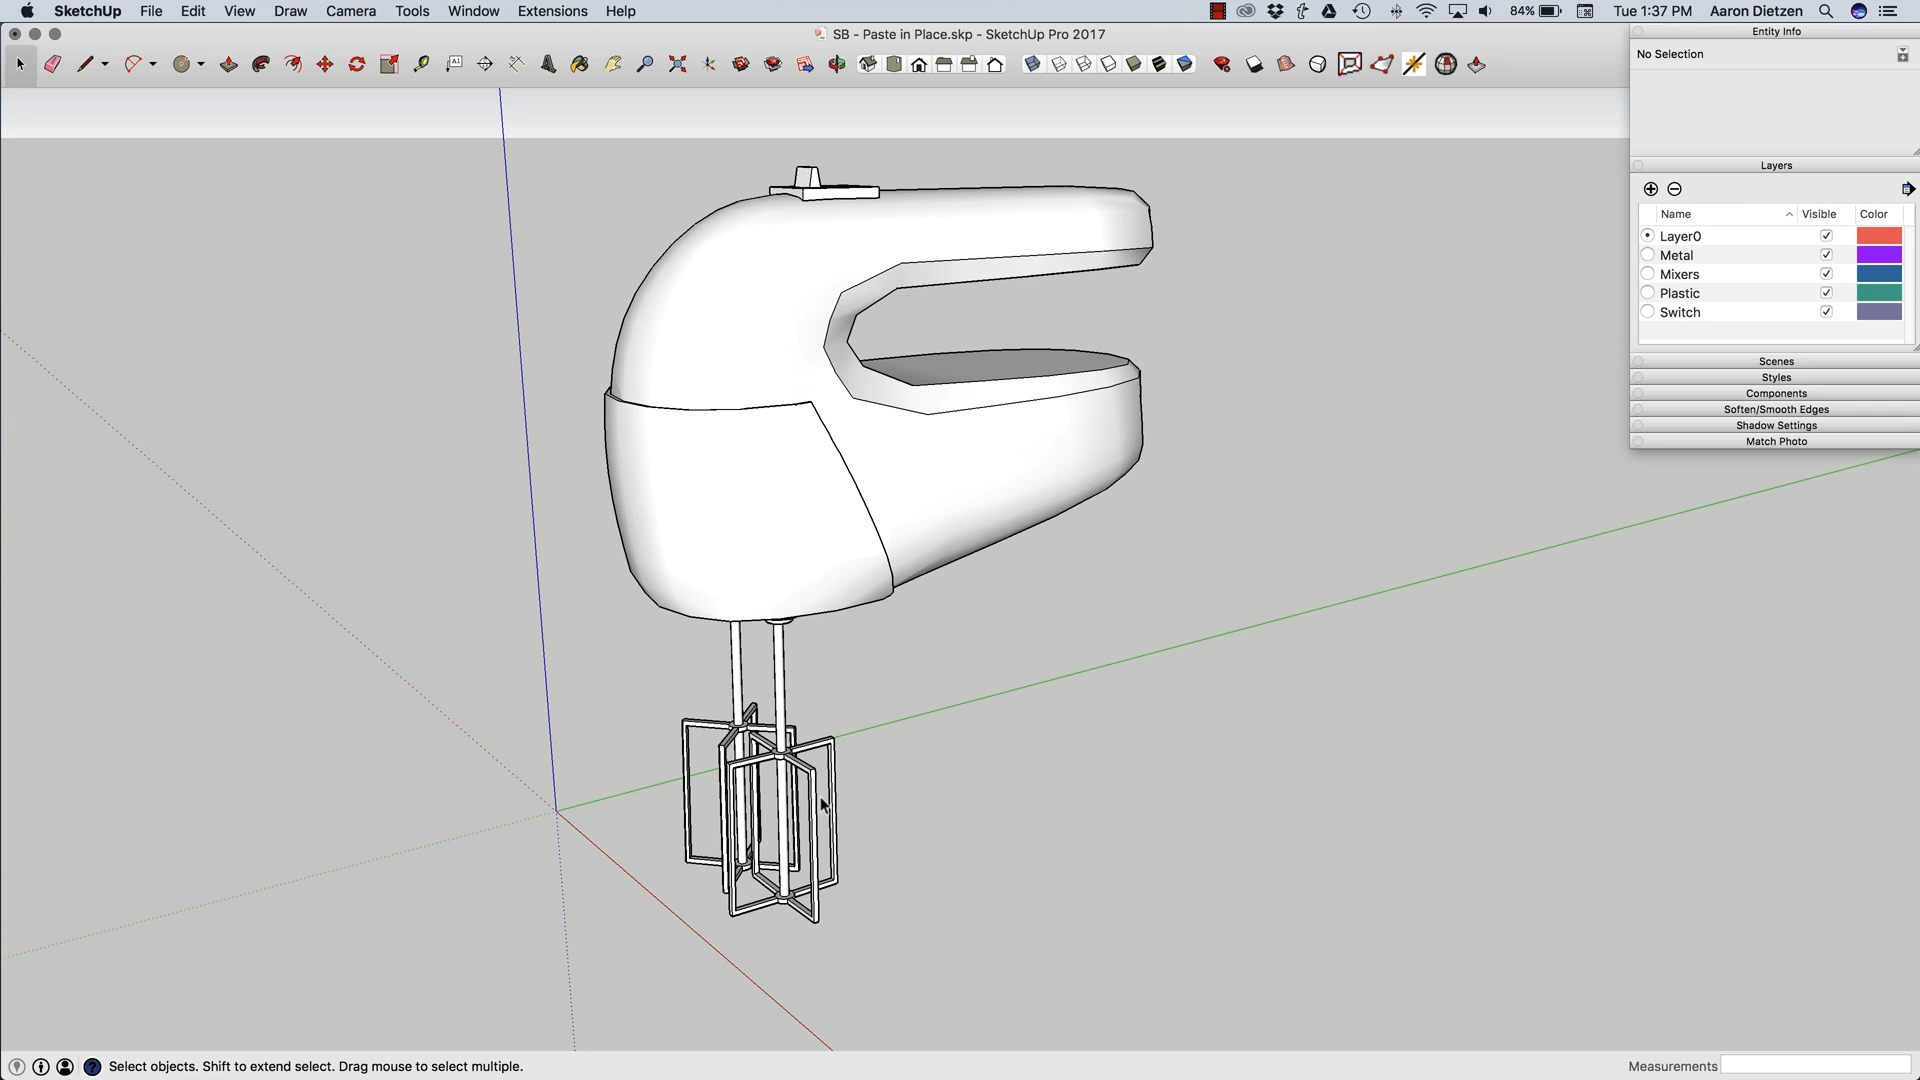 SketchUp File Edit View Draw Camera Tools Window Extensions Help 84% Tue 1:37 PM Aaron Dietzen
SB - Paste in Place.skp - SketchUp Pro 2017
Entity Info
No Selection
Layers
Name Visible Color
Layer0
Metal
Mixers
Plastic
Switch
Scenes
Styles
Components
Soften/Smooth Edges
Shadow Settings
Match Photo
Select objects. Shift to extend select. Drag mouse to select multiple.
Measurements